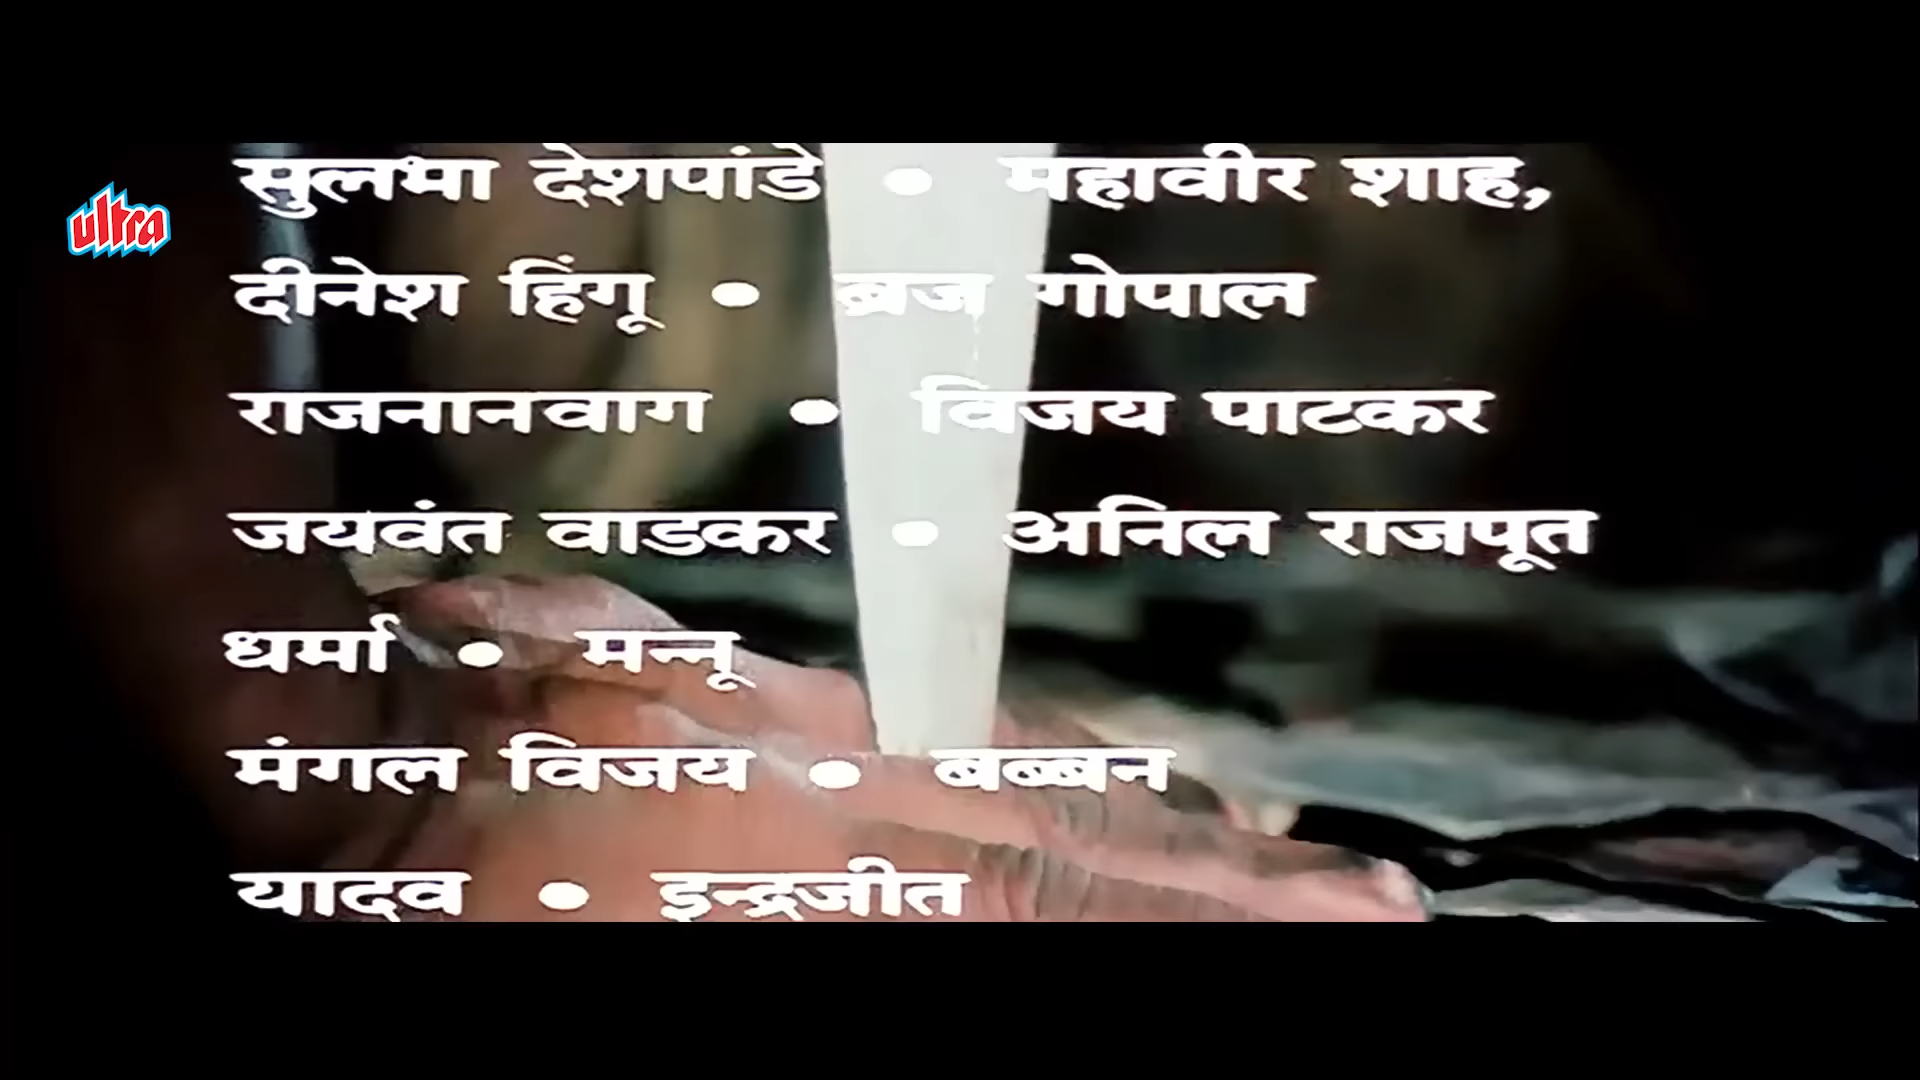 सुलभा देशपांडे • महावीर शाह,
ultra
दीनेश हिंगू • ब्रज गोपाल
राजनानवाग • विजय पाटकर
जयवंत वाडकर • अनिल राजपूत
धर्मा • मन्नू
मंगल विजय • बब्बन
यादव • इन्द्रजीत